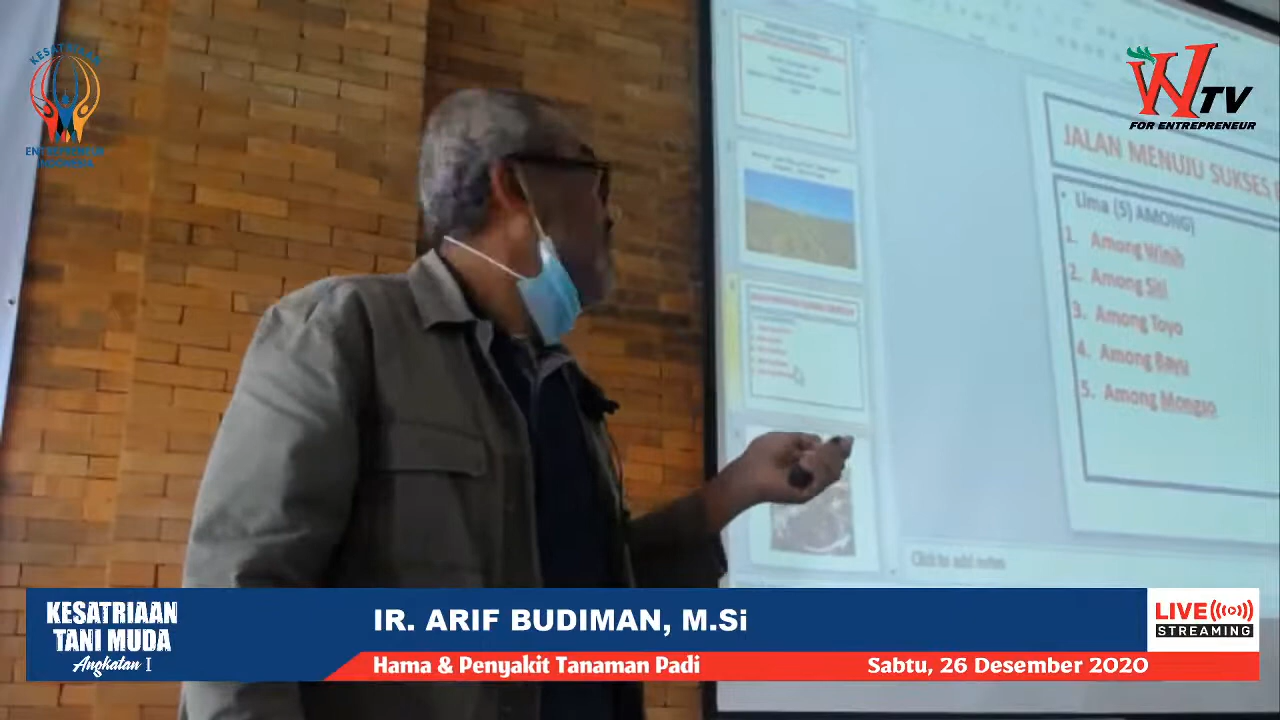 KESATRIAAN
ENTREPRENEUR
INDONESIA
WTV
FOR ENTREPRENEUR
JALAN MENUJU SUKSES
• Lima (5) AMONG)
1. Among Winih
2. Among Siti
3. Among Toyo
4. Among Bayu
5. Among Mongso
Click to add notes
KESATRIAAN
TANI MUDA
Angkatan I
IR. ARIF BUDIMAN, M.Si
Hama & Penyakit Tanaman Padi
Sabtu, 26 Desember 2020
LIVE
STREAMING